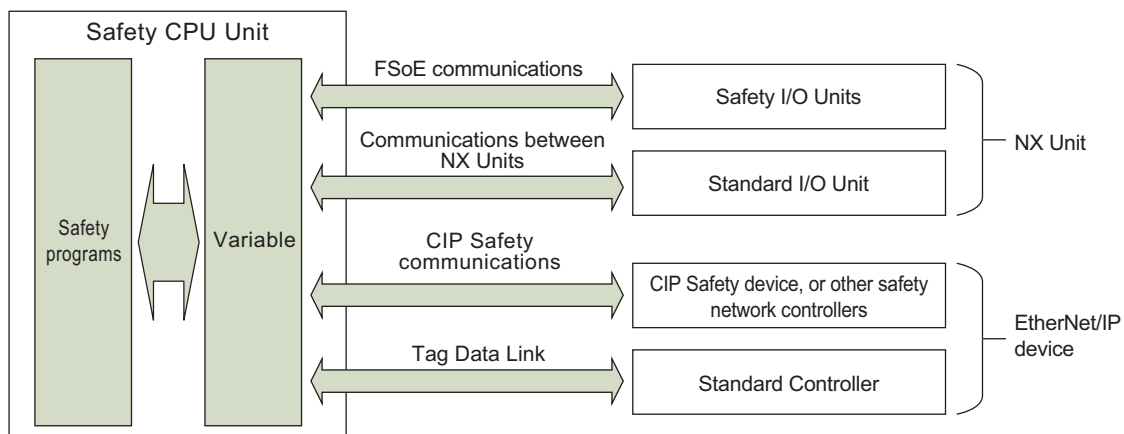 Safety CPU Unit
Safety
programs
Variable
FSoE communications
Safety I/O Units
Communications between
NX Units
Standard I/O Unit
NX Unit
CIP Safety
communications
CIP Safety device, or other safety
network controllers
Tag Data Link
Standard Controller
EtherNet/IP
device